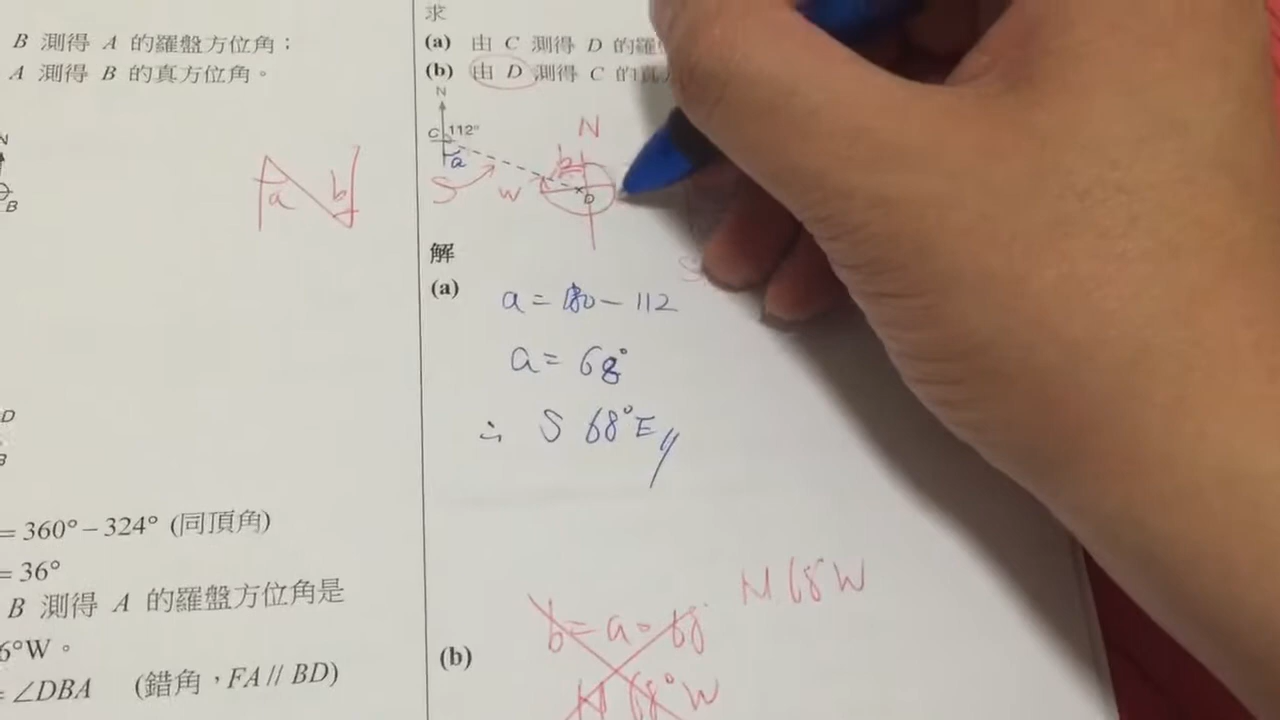 B 測得 A 的羅盤方位角；
A 測得 B 的真方位角。
N
B
a b
D
B
= 360° – 324° (同頂角)
= 36°
B 測得 A 的羅盤方位角是
6°W。
= ∠DBA (錯角，FA // BD)
求
(a) 由 C 測得 D 的羅
(b) 由 D 測得 C 的真
N
C 112°
a
S
W
N
b
D
解
(a) a = 180 – 112
a = 68°
∴ S 68° E
N 68 W
(b) b = a = 68°
N 68° W